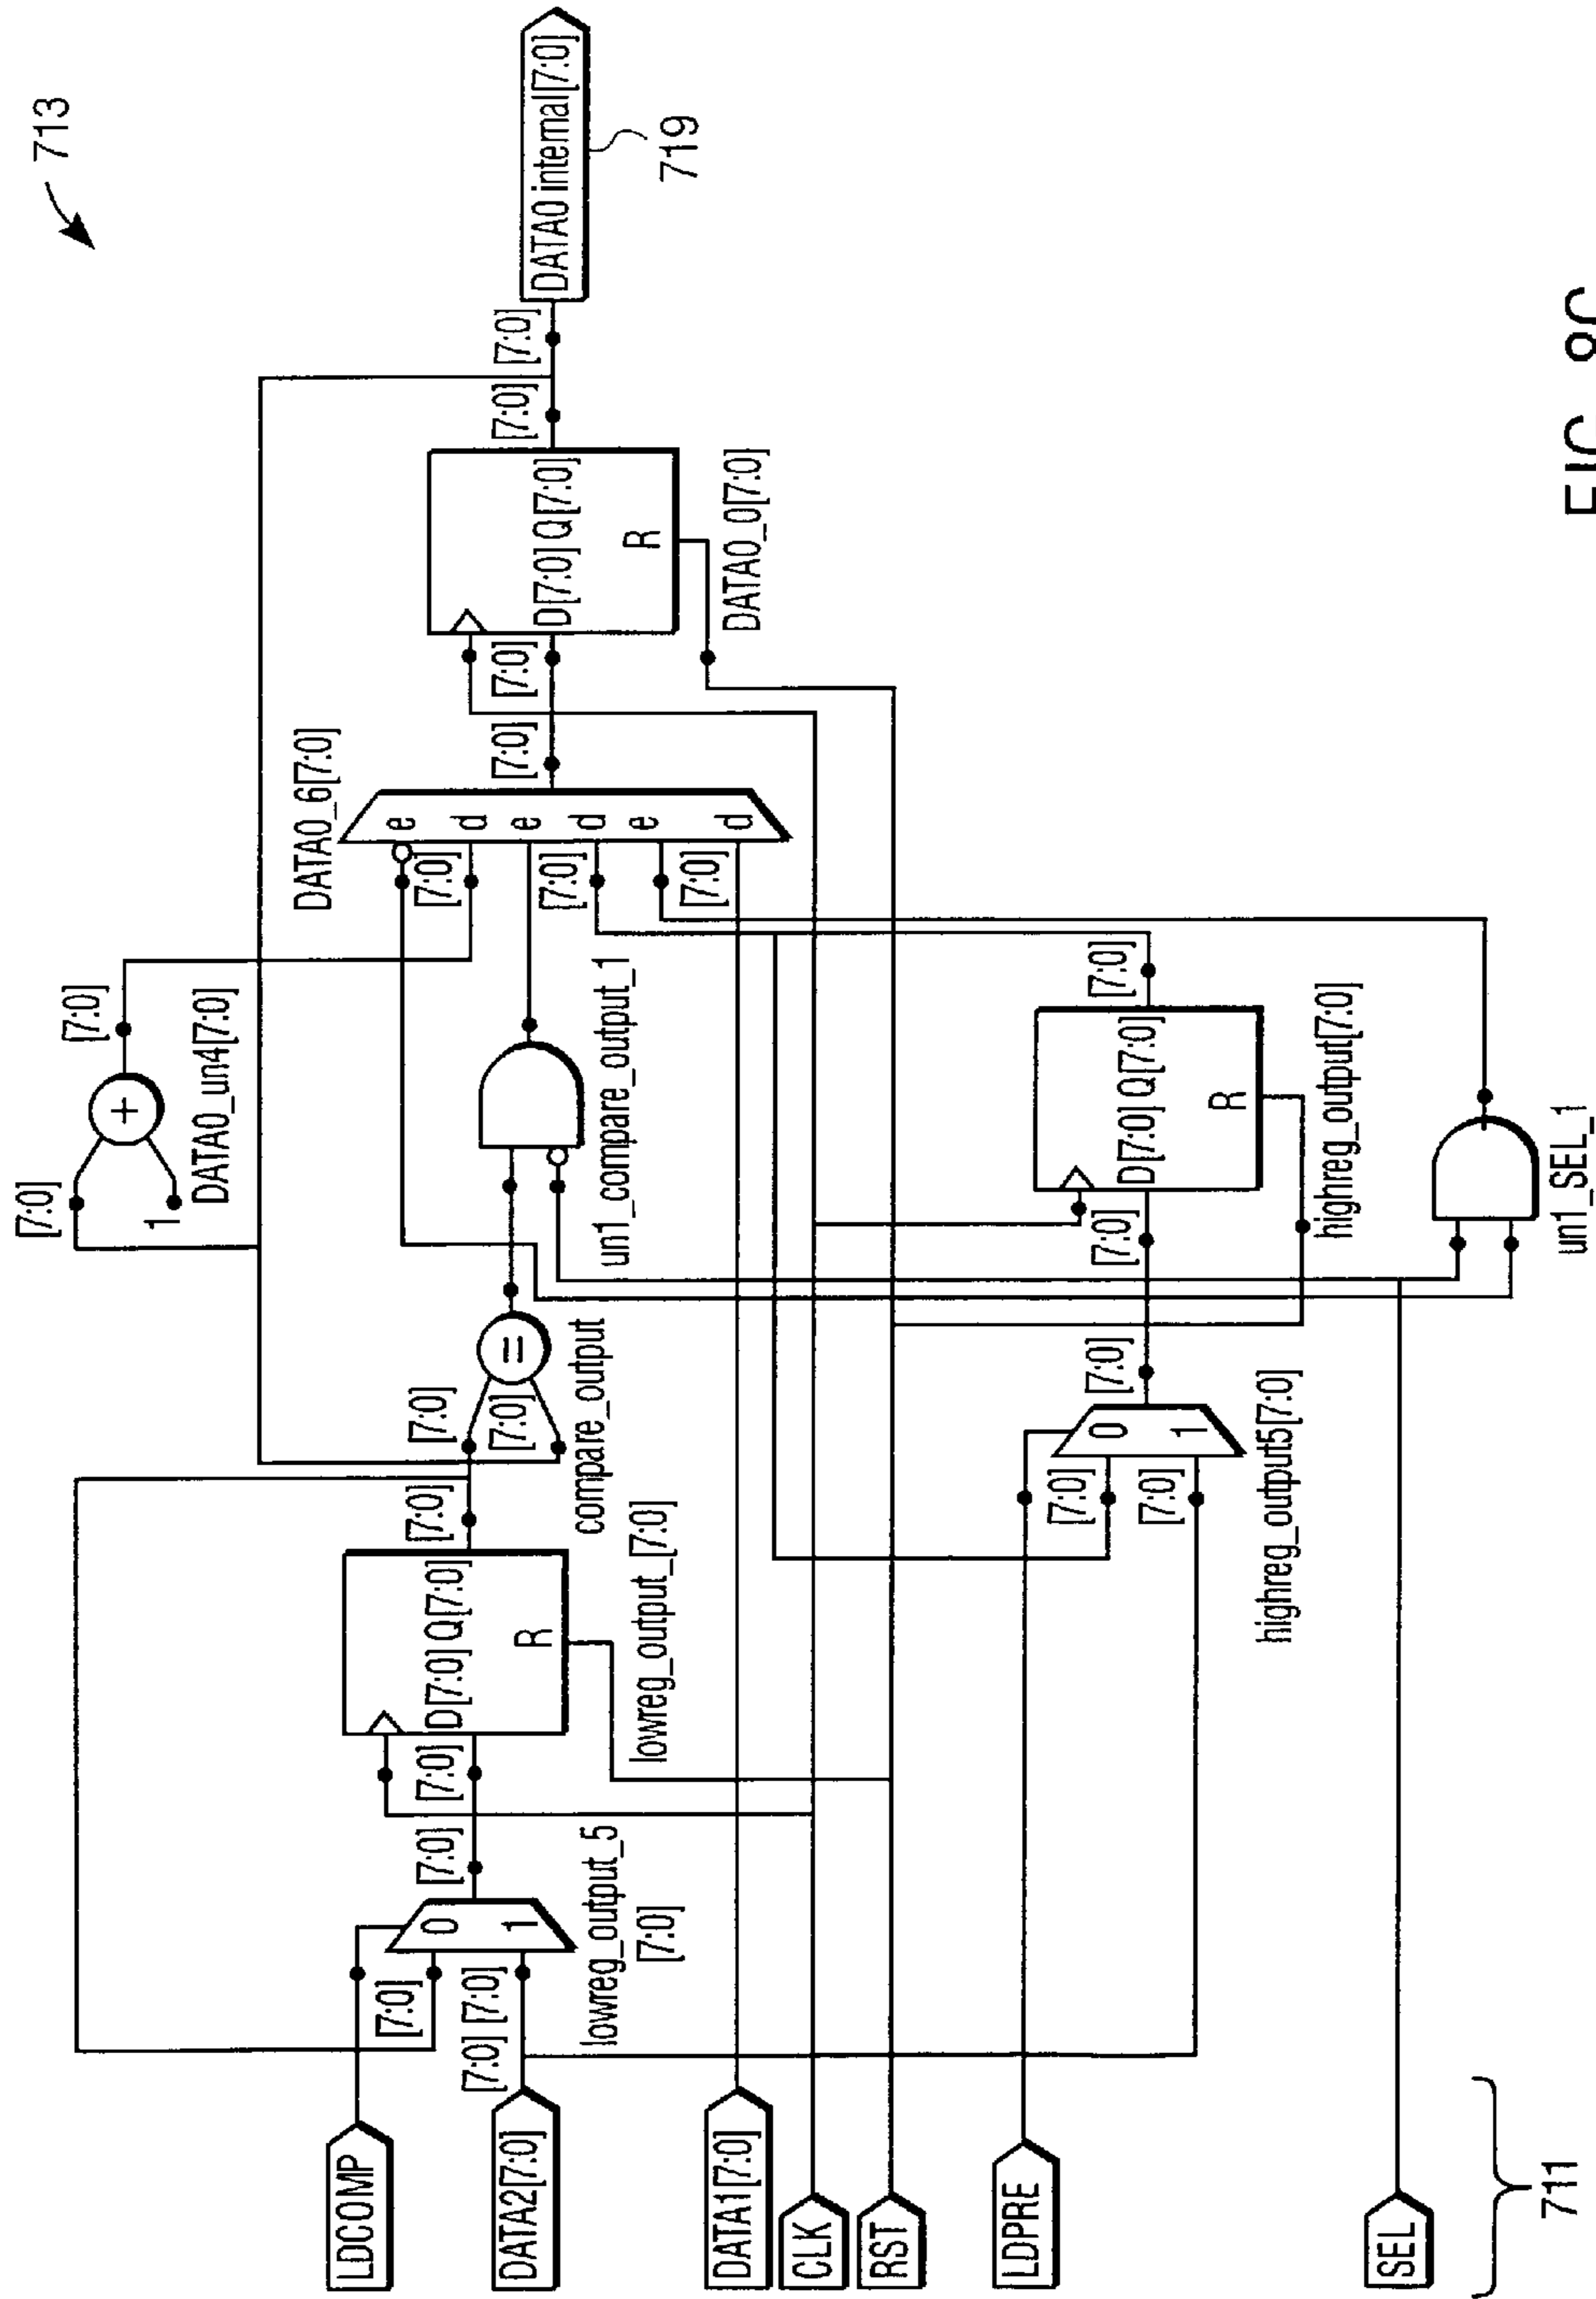 713
LDCOMP
DATA2[7:0]
DATA1[7:0]
CLK
RST
LDPRE
SEL
711
[7:0]
[7:0]
[7:0]
0
1
lowreg_output_5
[7:0]
[7:0]
[7:0]
D[7:0] Q[7:0]
R
lowreg_output_[7:0]
[7:0]
[7:0]
[7:0]
=
compare_output
[7:0]
1
+
[7:0]
DATA0_un4[7:0]
un1_compare_output_1
[7:0]
[7:0]
0
1
highreg_output5[7:0]
[7:0]
[7:0]
D[7:0] Q[7:0]
R
highreg_output[7:0]
[7:0]
un1_SEL_1
DATA0_6[7:0]
[7:0]
[7:0]
[7:0]
e
d
e
d
e
d
[7:0]
[7:0]
D[7:0] Q[7:0]
R
DATA0_0[7:0]
[7:0]
[7:0]
DATA0 internal[7:0]
719